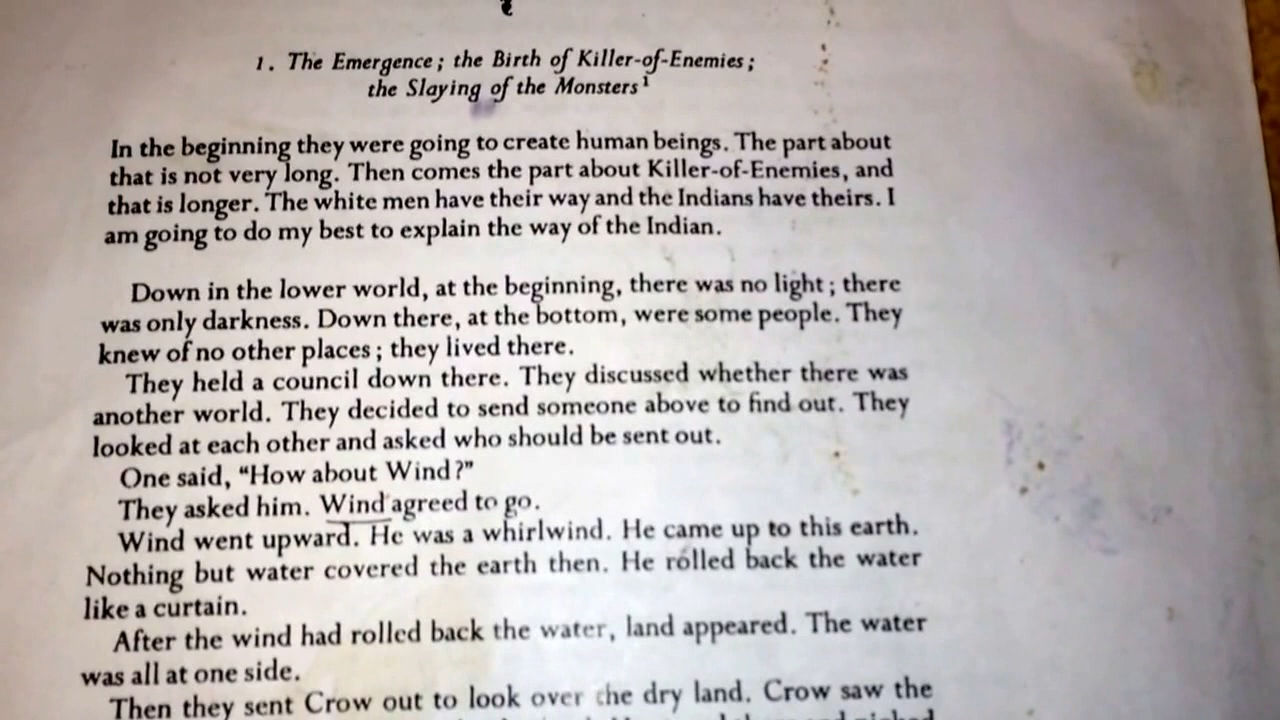 1. The Emergence; the Birth of Killer-of-Enemies;
the Slaying of the Monsters¹
In the beginning they were going to create human beings. The part about
that is not very long. Then comes the part about Killer-of-Enemies, and
that is longer. The white men have their way and the Indians have theirs. I
am going to do my best to explain the way of the Indian.
Down in the lower world, at the beginning, there was no light; there
was only darkness. Down there, at the bottom, were some people. They
knew of no other places; they lived there.
They held a council down there. They discussed whether there was
another world. They decided to send someone above to find out. They
looked at each other and asked who should be sent out.
One said, “How about Wind?”
They asked him. Wind agreed to go.
Wind went upward. He was a whirlwind. He came up to this earth.
Nothing but water covered the earth then. He rolled back the water
like a curtain.
After the wind had rolled back the water, land appeared. The water
was all at one side.
Then they sent Crow out to look over the dry land. Crow saw the